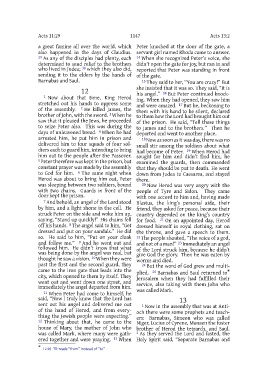 Acts 11:29
1147
Acts 13:2
a great famine all over the world, which
also happened in the days of Claudius.
29 As any of the disciples had plenty, each
determined to send relief to the brothers
who lived in Judea; 30 which they also did,
sending it to the elders by the hands of
Barnabas and Saul.
12
1 Now about that time, King Herod
stretched out his hands to oppress some
of the assembly. 2 He killed James, the
brother of John, with the sword. 3 When he
saw that it pleased the Jews, he proceeded
to seize Peter also. This was during the
days of unleavened bread. 4 When he had
arrested him, he put him in prison and
delivered him to four squads of four sol-
diers each to guard him, intending to bring
him out to the people after the Passover.
5 Peter therefore was kept in the prison, but
constant prayer was made by the assembly
to God for him. 6 The same night when
Herod was about to bring him out, Peter
was sleeping between two soldiers, bound
with two chains. Guards in front of the
door kept the prison.
7 And behold, an angel of the Lord stood
by him, and a light shone in the cell. He
struck Peter on the side and woke him up,
saying, "Stand up quickly!" His chains fell
off his hands. 8 The angel said to him, "Get
dressed and put on your sandals." He did
so. He said to him, "Put on your cloak
and follow me." 9 And he went out and
followed him. He didn't know that what
was being done by the angel was real, but
thought he saw a vision. 10 When they were
past the first and the second guard, they
came to the iron gate that leads into the
city, which opened to them by itself. They
went out and went down one street, and
immediately the angel departed from him.
11 When Peter had come to himself, he
said, "Now I truly know that the Lord has
sent out his angel and delivered me out
of the hand of Herod, and from every-
thing the Jewish people were expecting."
12 Thinking about that, he came to the
house of Mary, the mother of John who
was called Mark, where many were gath-
ered together and were praying. 13 When
Peter knocked at the door of the gate, a
servant girl named Rhoda came to answer.
14 When she recognized Peter's voice, she
didn't open the gate for joy, but ran in and
reported that Peter was standing in front
of the gate.
15 They said to her, "You are crazy!" But
she insisted that it was so. They said, "It is
his angel." 16 But Peter continued knock-
ing. When they had opened, they saw him
and were amazed. 17 But he, beckoning to
them with his hand to be silent, declared
to them how the Lord had brought him out
of the prison. He said, "Tell these things
to James and to the brothers." Then he
departed and went to another place.
18 Now as soon as it was day, there was no
small stir among the soldiers about what
had become of Peter. 19 When Herod had
sought for him and didn't find him, he
examined the guards, then commanded
that they should be put to death. He went
down from Judea to Caesarea, and stayed
there.
20 Now Herod was very angry with the
people of Tyre and Sidon. They came
with one accord to him and, having made
Blastus, the king's personal aide, their
friend, they asked for peace, because their
country depended on the king's country
for food. 21 On an appointed day, Herod
dressed himself in royal clothing, sat on
the throne, and gave a speech to them.
22 The people shouted, "The voice of a god,
and not of a man!" 23 Immediately an angel
of the Lord struck him, because he didn't
give God the glory. Then he was eaten by
worms and died.
24 But the word of God grew and multi-
plied. 25 Barnabas and Saul returned to
Jerusalem when they had fulfilled their
service, also taking with them John who
was called Mark.
13
1 Now in the assembly that was at Anti-
och there were some prophets and teach-
ers: Barnabas, Simeon who was called
Niger, Lucius of Cyrene, Manaen the foster
brother of Herod the tetrarch, and Saul.
2 As they served the Lord and fasted, the
Holy Spirit said, "Separate Barnabas and